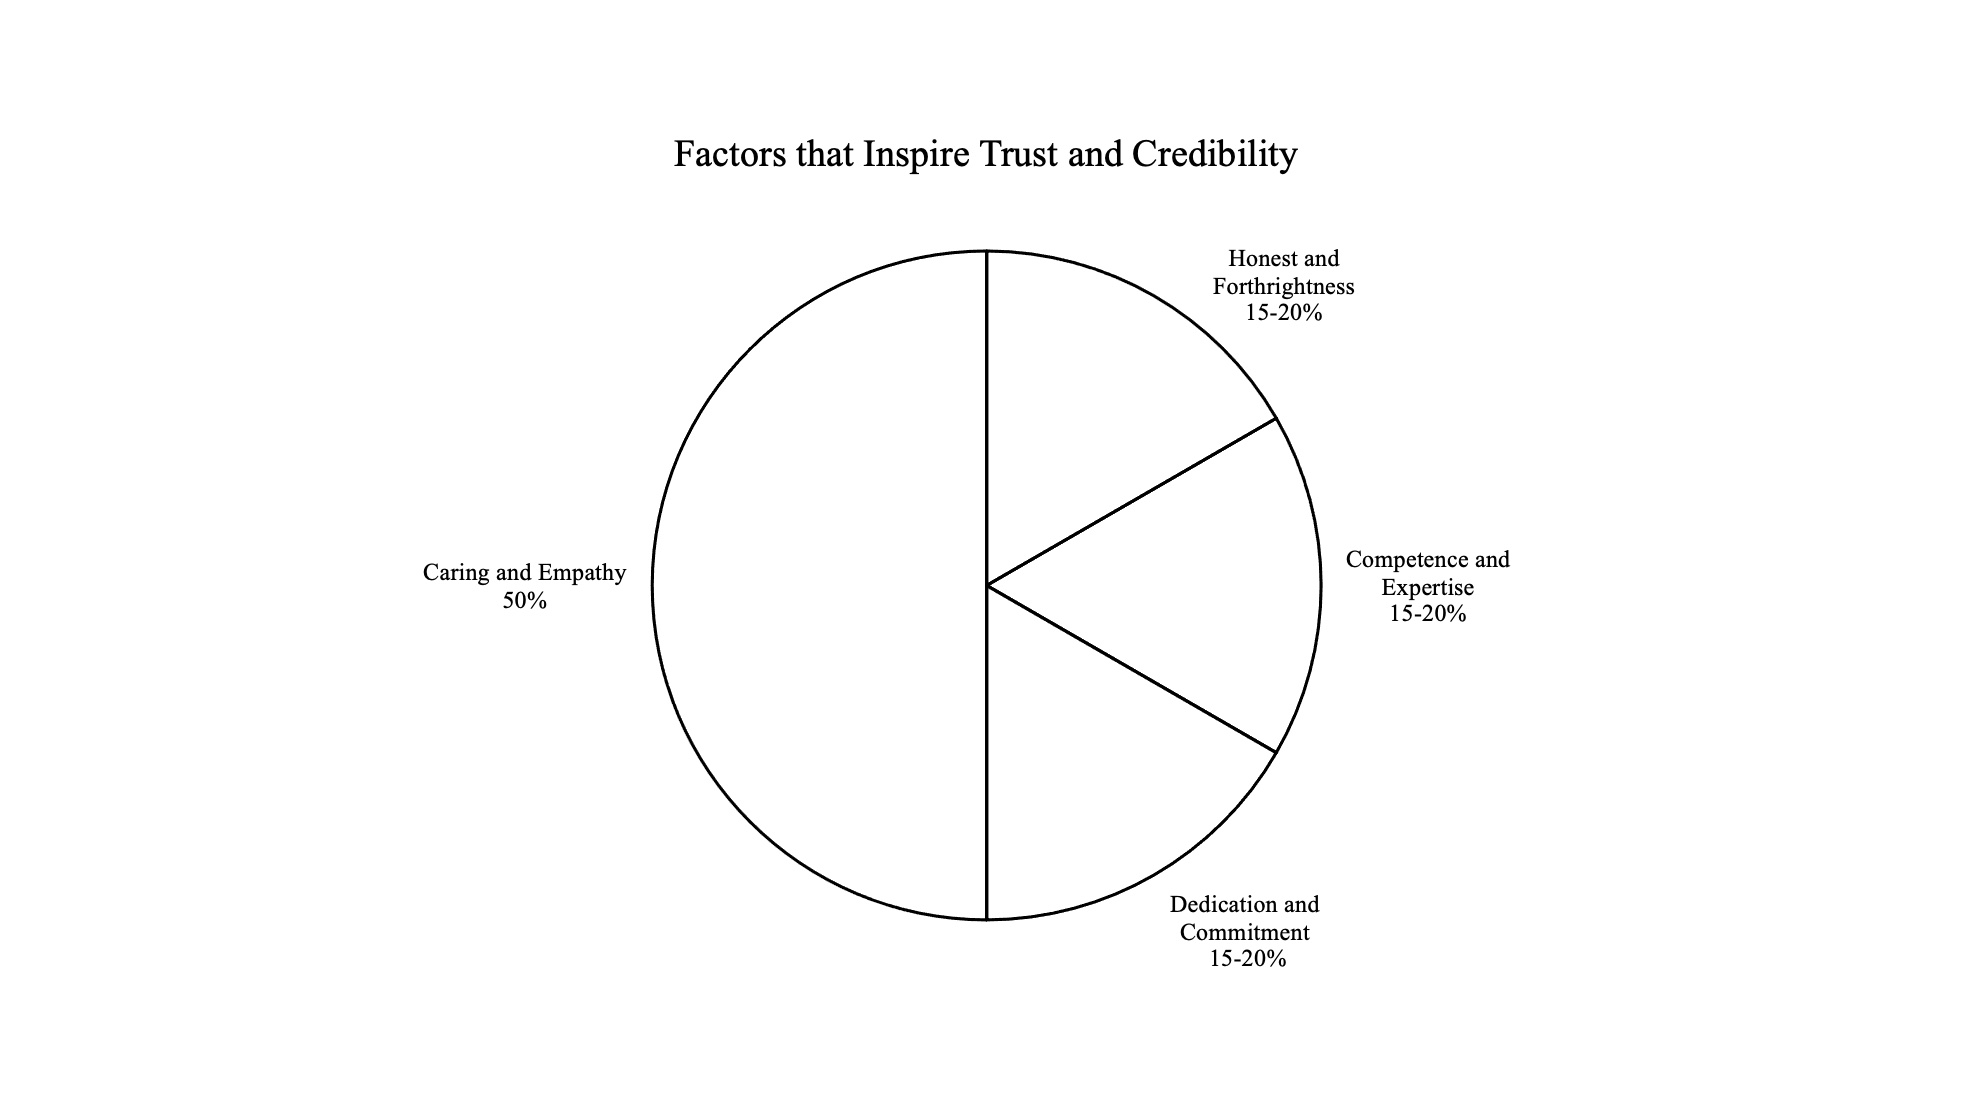 Factors that Inspire Trust and Credibility
Honest and
Forthrightness
15-20%
Competence and
Expertise
15-20%
Caring and Empathy
50%
Dedication and
Commitment
15-20%